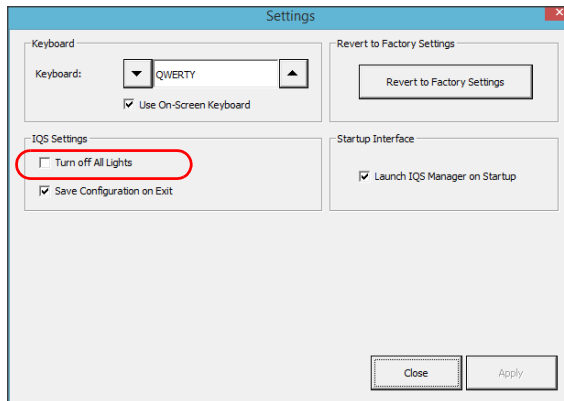 Settings
Keyboard
Keyboard:
QWERTY
Use On-Screen Keyboard
Revert to Factory Settings
Revert to Factory Settings
IQS Settings
Turn off All Lights
Save Configuration on Exit
Startup Interface
Launch IQS Manager on Startup
Close
Apply